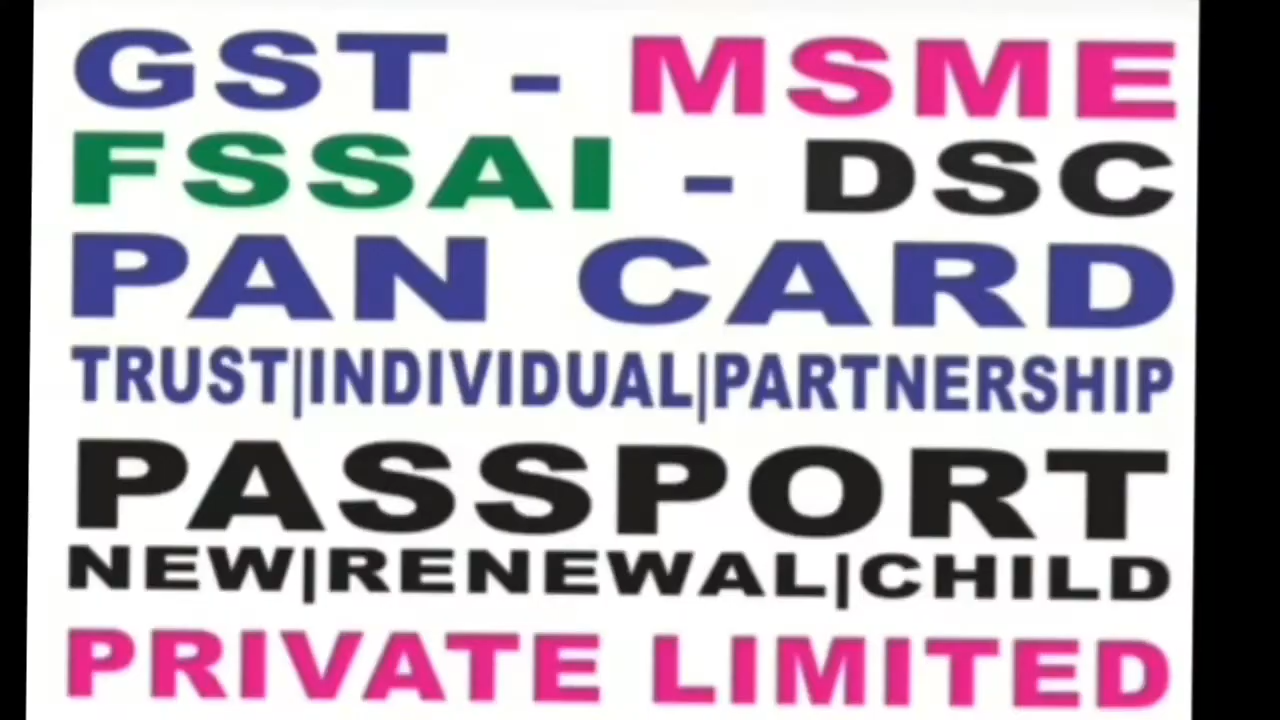 GST - MSME
FSSAI - DSC
PAN CARD
TRUST|INDIVIDUAL|PARTNERSHIP
PASSPORT
NEW|RENEWAL|CHILD
PRIVATE LIMITED